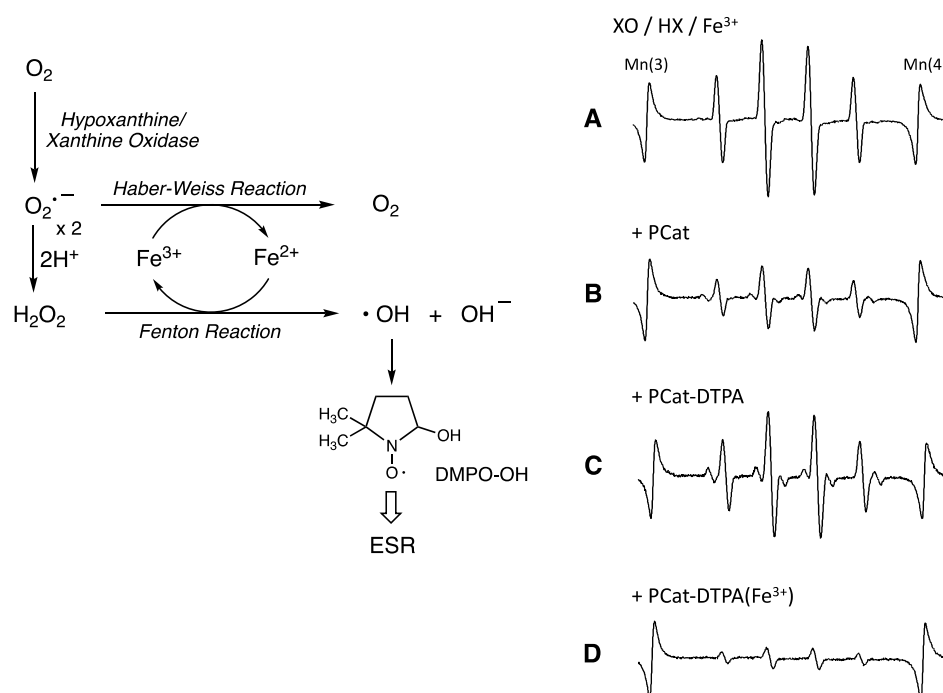 O₂
Hypoxanthine/
Xanthine Oxidase
O₂•⁻
x 2
Haber-Weiss Reaction
O₂
2H⁺
Fe³⁺
Fe²⁺
H₂O₂
Fenton Reaction
• OH + OH⁻
H₃C
H₃C
OH
N
O•
DMPO-OH
ESR
XO / HX / Fe³⁺
Mn(3)
Mn(4
A
+ PCat
B
+ PCat-DTPA
C
+ PCat-DTPA(Fe³⁺)
D